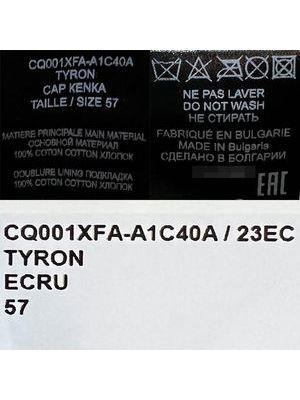 CQ001XFA-A1C40A
TYRON
CAP КЕПКА
TAILLE / SIZE 57
MATIERE PRINCIPALE MAIN MATERIAL
ОСНОВНОЙ МАТЕРИАЛ
100% COTON COTTON ХЛОПОК
DOUBLURE LINING ПОДКЛАДКА
100% COTON COTTON ХЛОПОК
NE PAS LAVER
DO NOT WASH
НЕ СТИРАТЬ
FABRIQUÉ EN BULGARIE
MADE IN Bulgaria
СДЕЛАНО В БОЛГАРИИ
EAC
CQ001XFA-A1C40A / 23EC
TYRON
ECRU
57